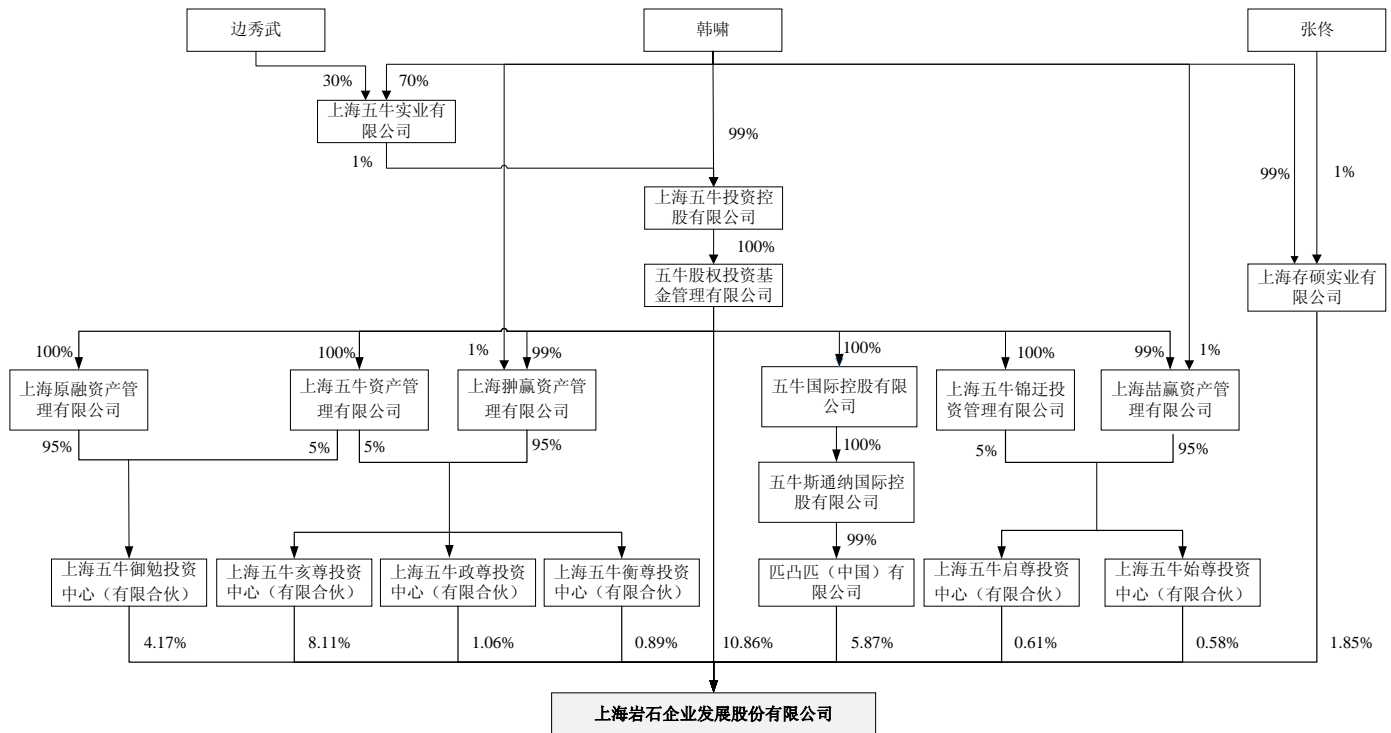 边秀武
韩啸
张佟
30%
70%
上海五牛实业有
限公司
99%
1%
99%
1%
上海五牛投资控
股有限公司
100%
五牛股权投资基
金管理有限公司
上海存硕实业有
限公司
100%
100%
1%
99%
100%
100%
99%
1%
上海原融资产管
理有限公司
上海五牛资产管
理有限公司
上海翀赢资产管
理有限公司
五牛国际控股有限
公司
上海五牛锦迂投
资管理有限公司
上海喆赢资产管
理有限公司
95%
5%
5%
95%
100%
5%
95%
五牛斯通纳国际控
股有限公司
99%
上海五牛御勉投资
中心（有限合伙）
上海五牛亥尊投资
中心（有限合伙）
上海五牛政尊投资
中心（有限合伙）
上海五牛衡尊投资
中心（有限合伙）
匹凸匹（中国）有
限公司
上海五牛启尊投资
中心（有限合伙）
上海五牛始尊投资
中心（有限合伙）
4.17%
8.11%
1.06%
0.89%
10.86%
5.87%
0.61%
0.58%
1.85%
上海岩石企业发展股份有限公司